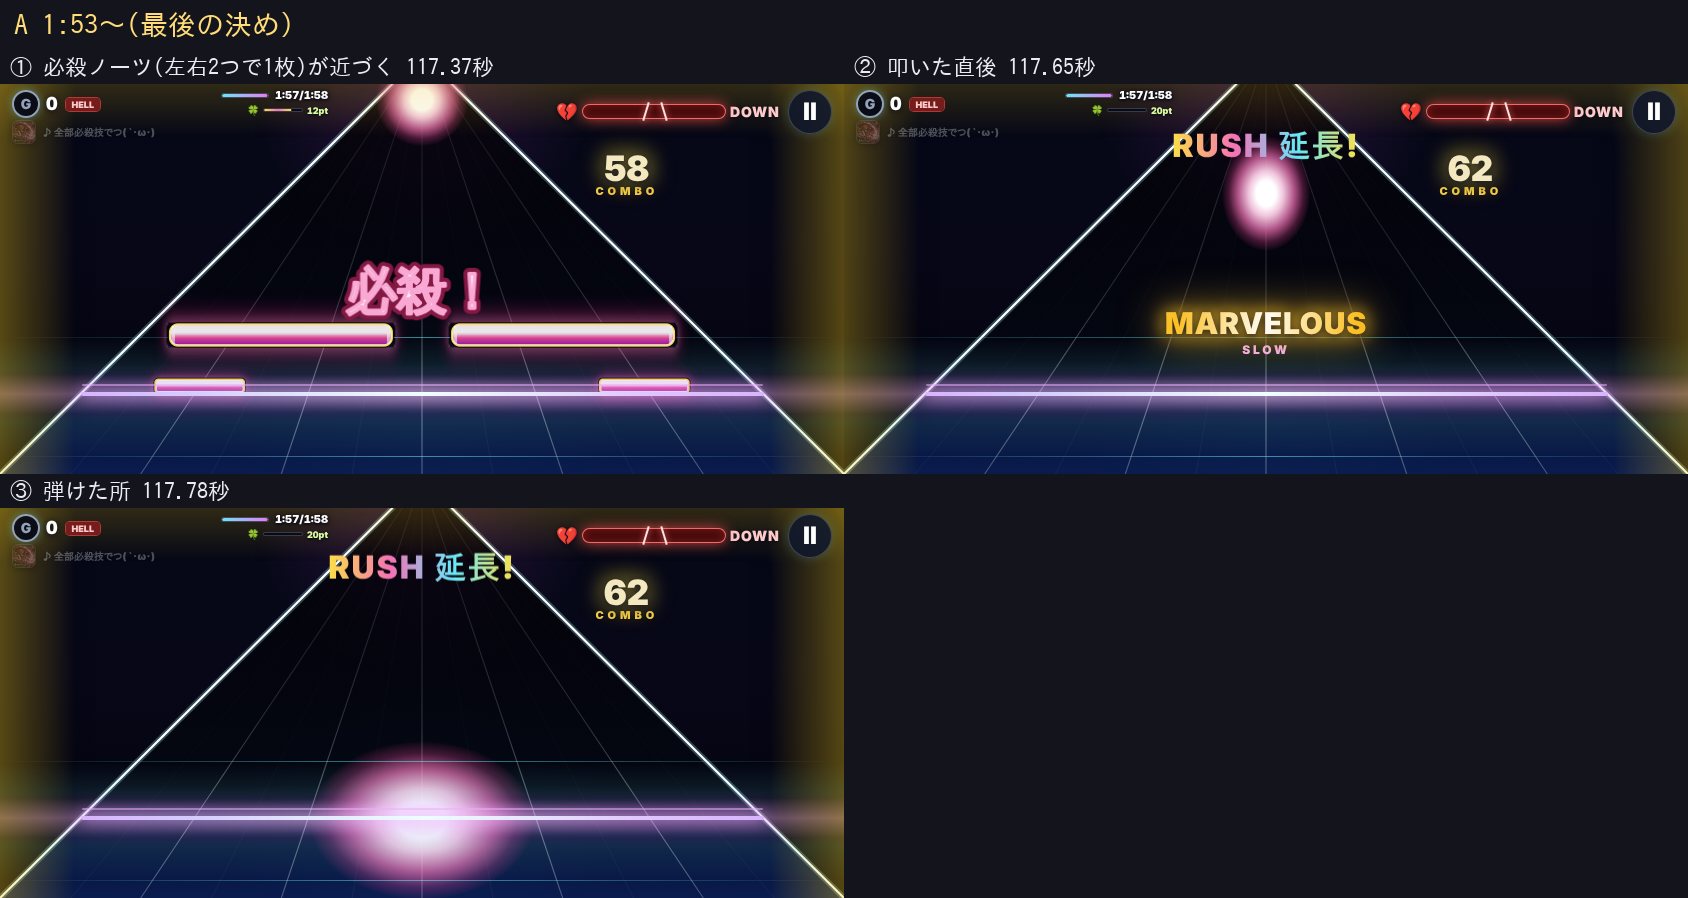 A 1:53〜(最後の決め)
① 必殺ノーツ(左右2つで1枚)が近づく 117.37秒
G 0 HELL
1:57/1:58
12pt
DOWN
♪ 全部必殺技でつ(`･ω･)
58
COMBO
必殺！
② 叩いた直後 117.65秒
G 0 HELL
1:57/1:58
20pt
DOWN
♪ 全部必殺技でつ(`･ω･)
RUSH 延長!
62
COMBO
MARVELOUS
SLOW
③ 弾けた所 117.78秒
G 0 HELL
1:57/1:58
20pt
DOWN
♪ 全部必殺技でつ(`･ω･)
RUSH 延長!
62
COMBO